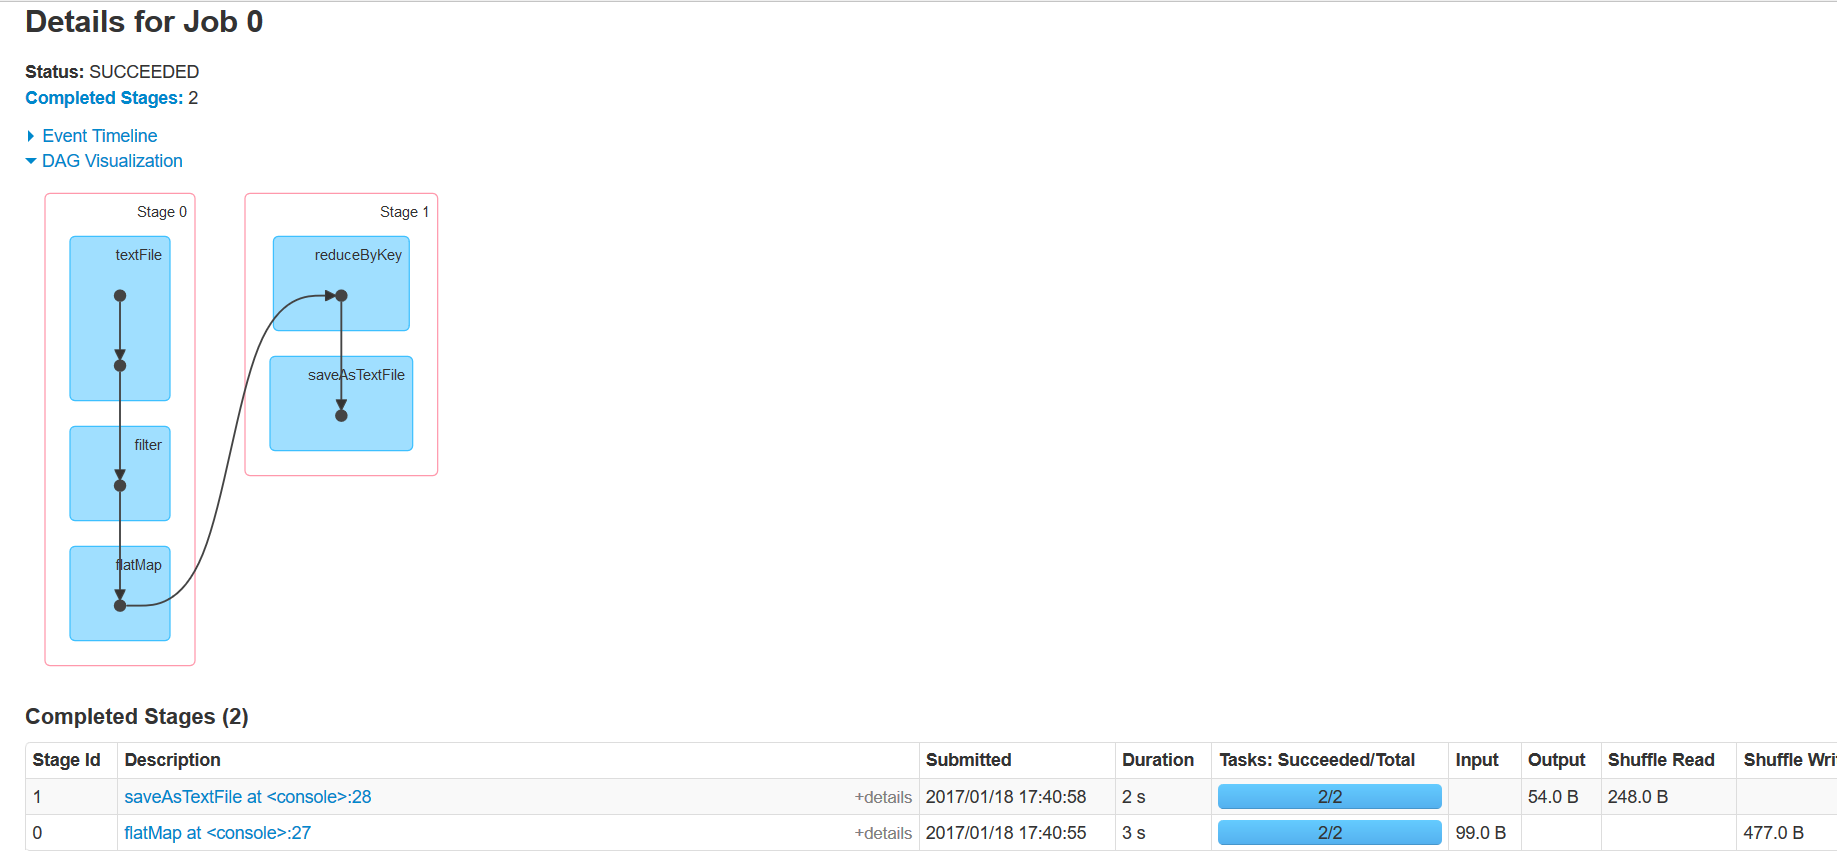 Details for Job 0
Status: SUCCEEDED
Completed Stages: 2
Event Timeline
DAG Visualization
Stage 0
textFile
filter
flatMap
Stage 1
reduceByKey
saveAsTextFile
Completed Stages (2)
Stage Id Description Submitted Duration Tasks: Succeeded/Total Input Output Shuffle Read Shuffle Wri
1 saveAsTextFile at <console>:28 +details 2017/01/18 17:40:58 2 s 2/2 54.0 B 248.0 B
0 flatMap at <console>:27 +details 2017/01/18 17:40:55 3 s 2/2 99.0 B 477.0 B